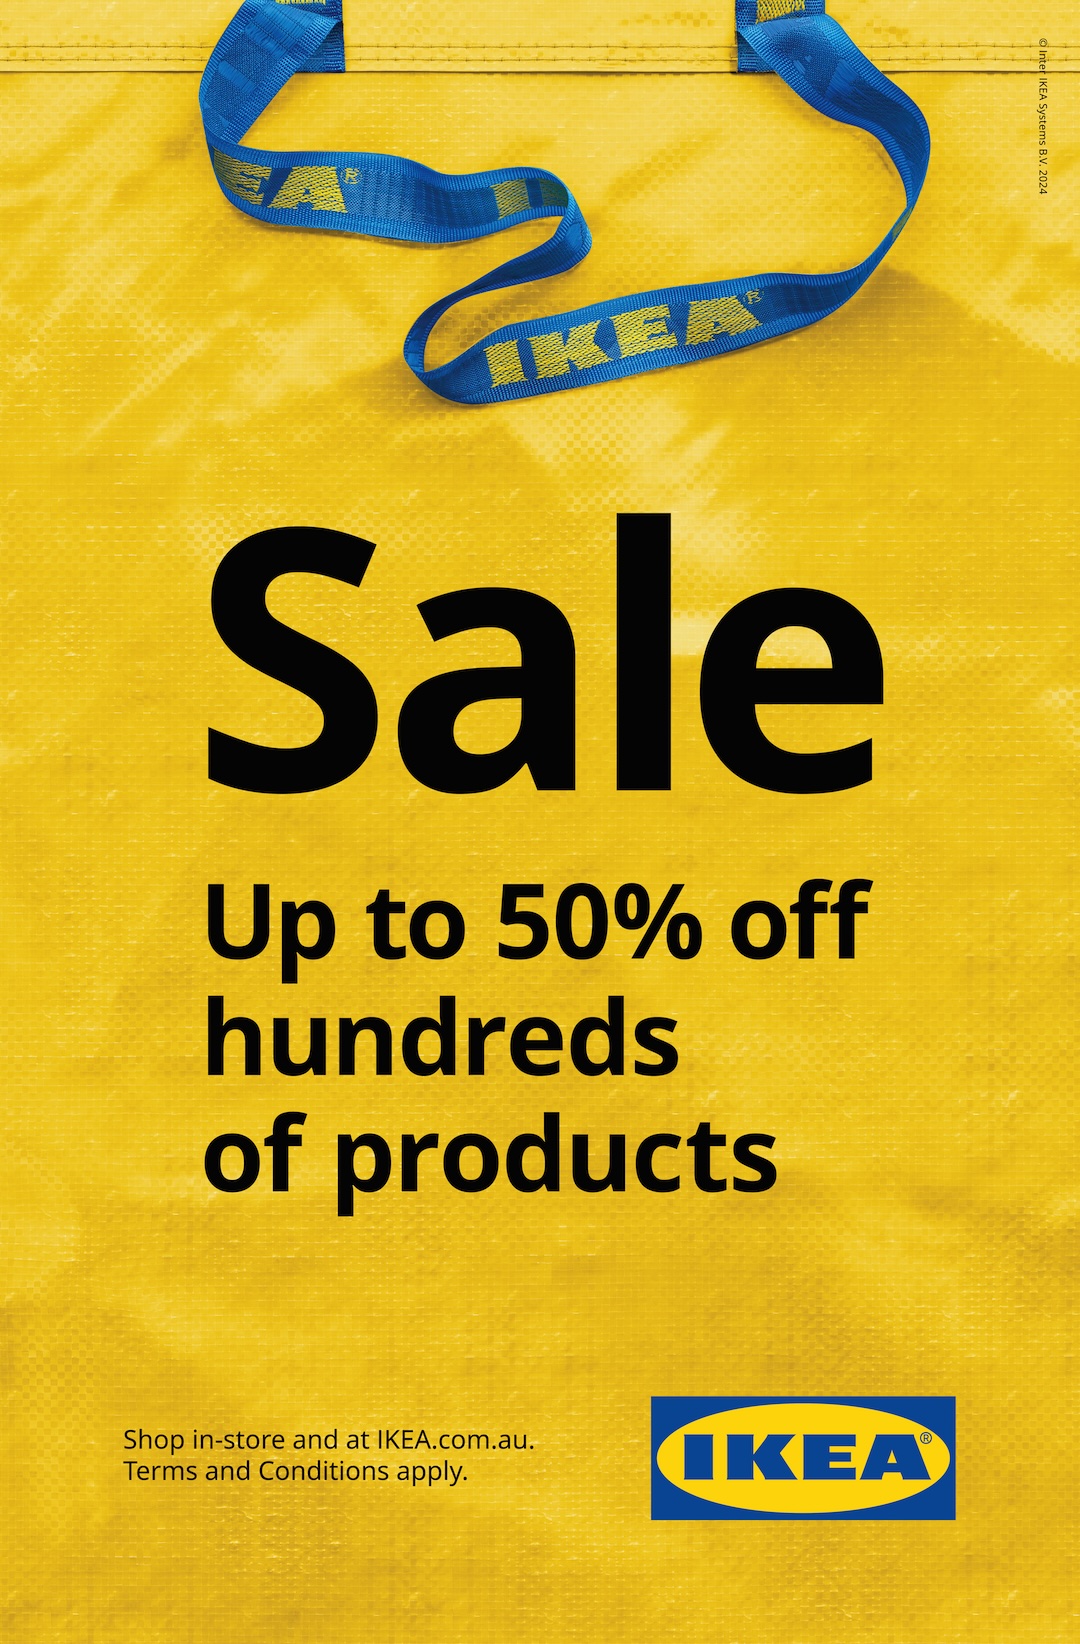 © Inter IKEA Systems B.V. 2024
EA®
IKEA®
Sale
Up to 50% off
hundreds
of products
Shop in-store and at IKEA.com.au.
Terms and Conditions apply.
IKEA®